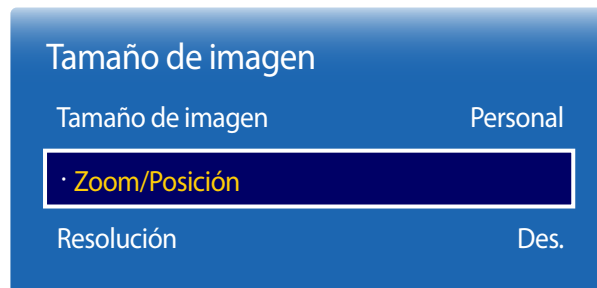 Tamaño de imagen
Tamaño de imagen Personal
· Zoom/Posición
Resolución Des.